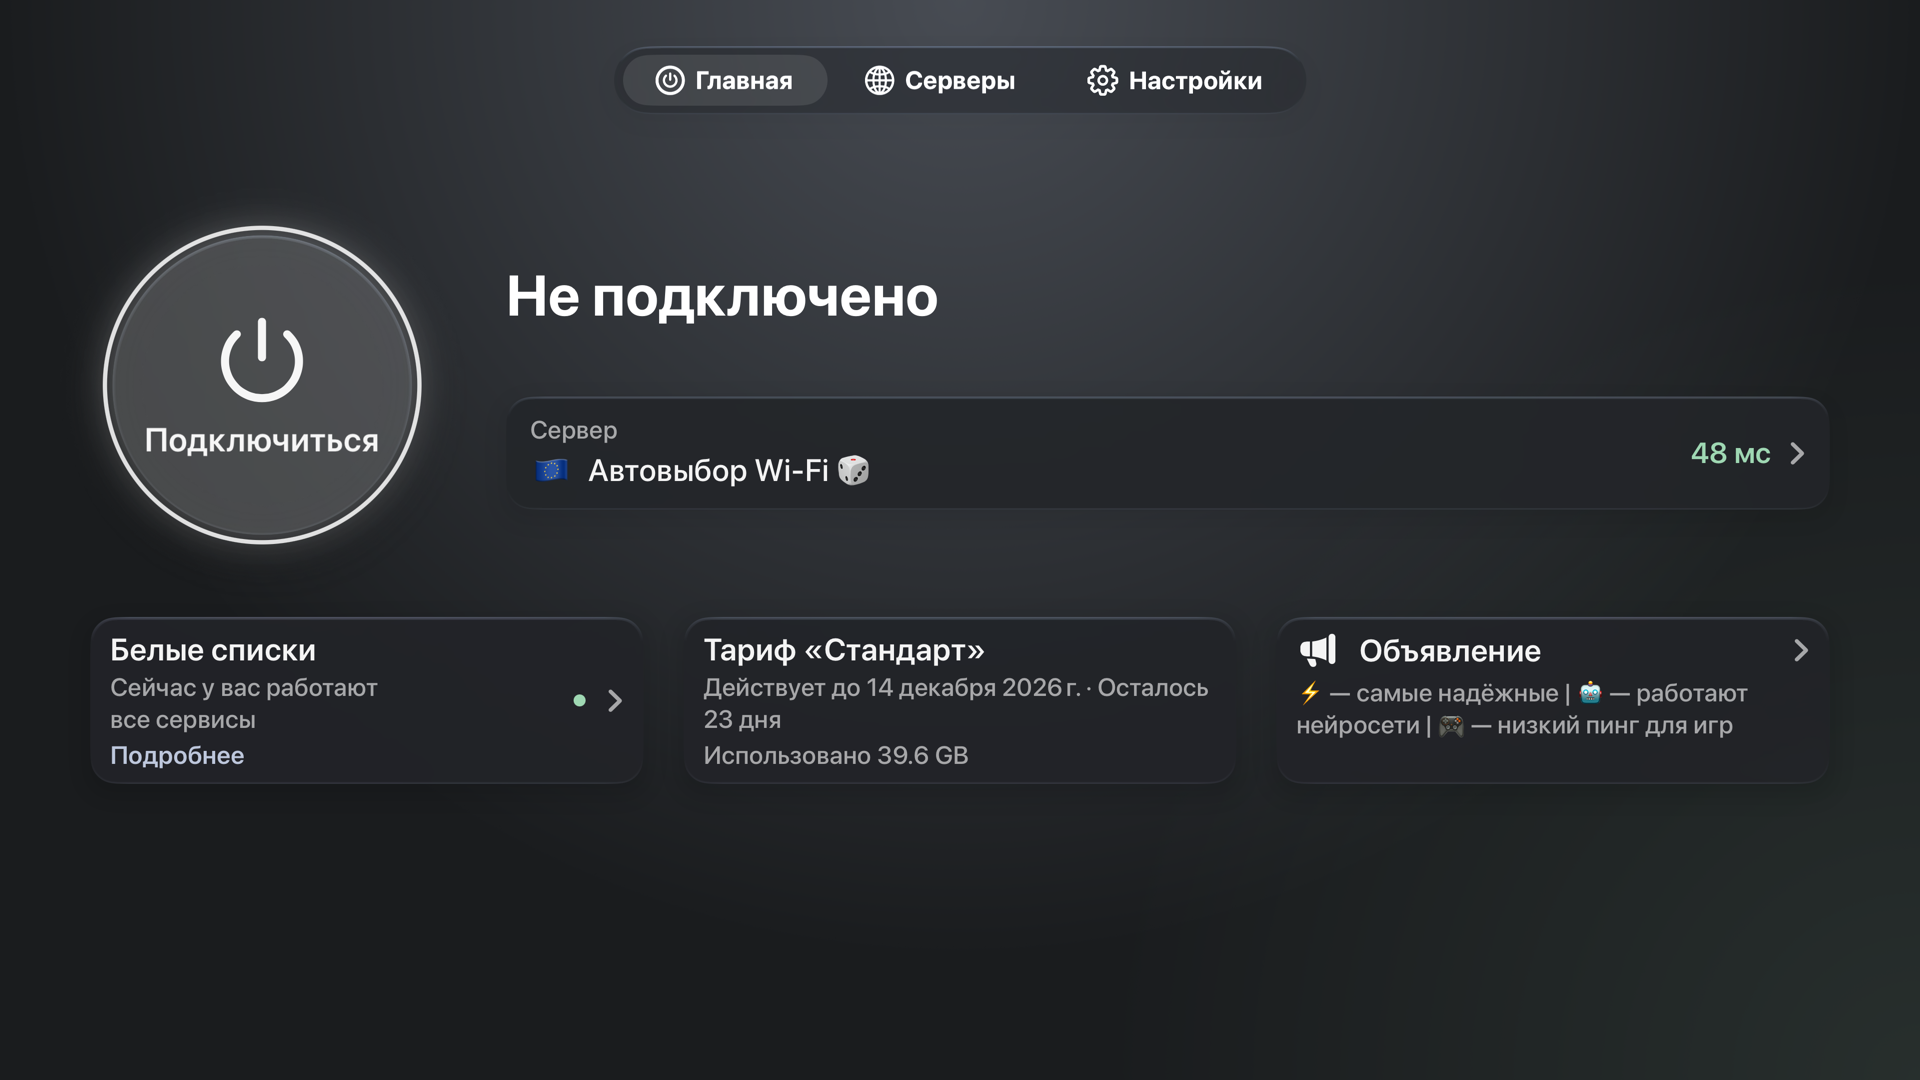 Главная
Серверы
Настройки
Подключиться
Не подключено
Сервер
🇪🇺 Автовыбор Wi-Fi 🎲
48 мс
Белые списки
Сейчас у вас работают
все сервисы
Подробнее
Тариф «Стандарт»
Действует до 14 декабря 2026 г. · Осталось
23 дня
Использовано 39.6 GB
Объявление
⚡ — самые надёжные | 🤖 — работают
нейросети | 🎮 — низкий пинг для игр